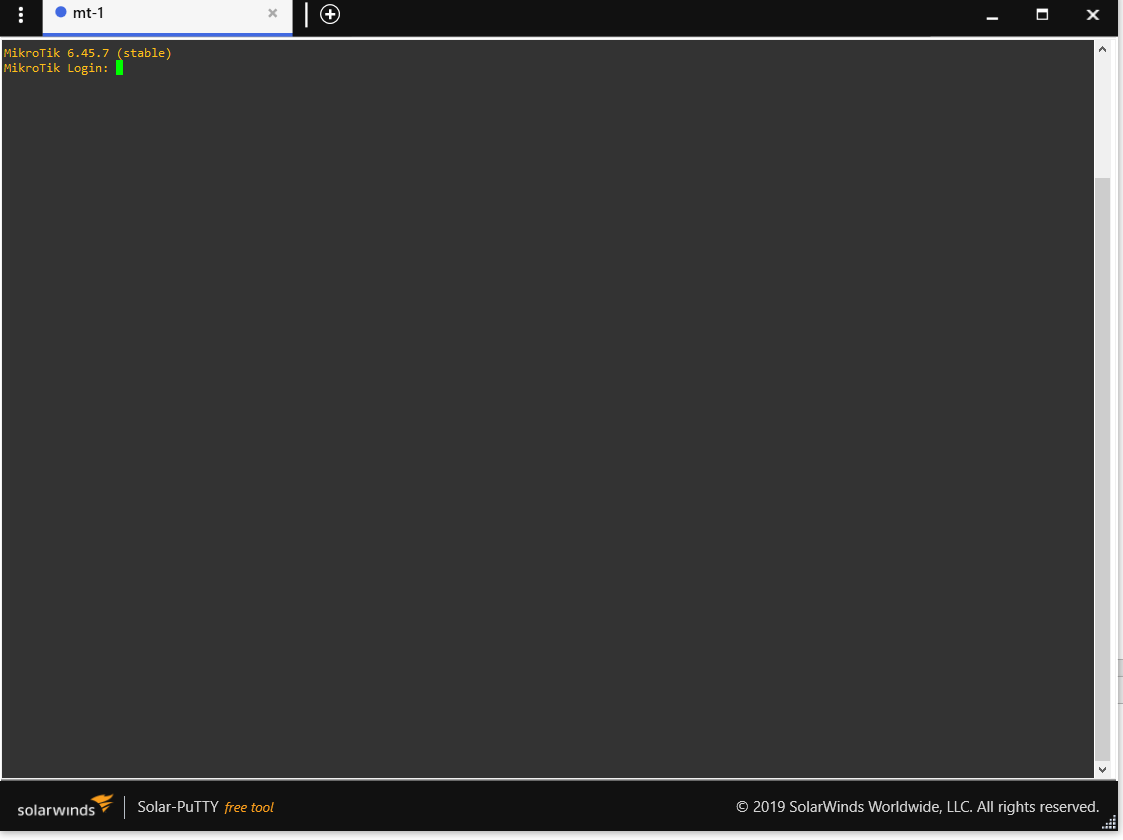 mt-1
MikroTik 6.45.7 (stable)
MikroTik Login:
solarwinds
Solar-PuTTY free tool
© 2019 SolarWinds Worldwide, LLC. All rights reserved.